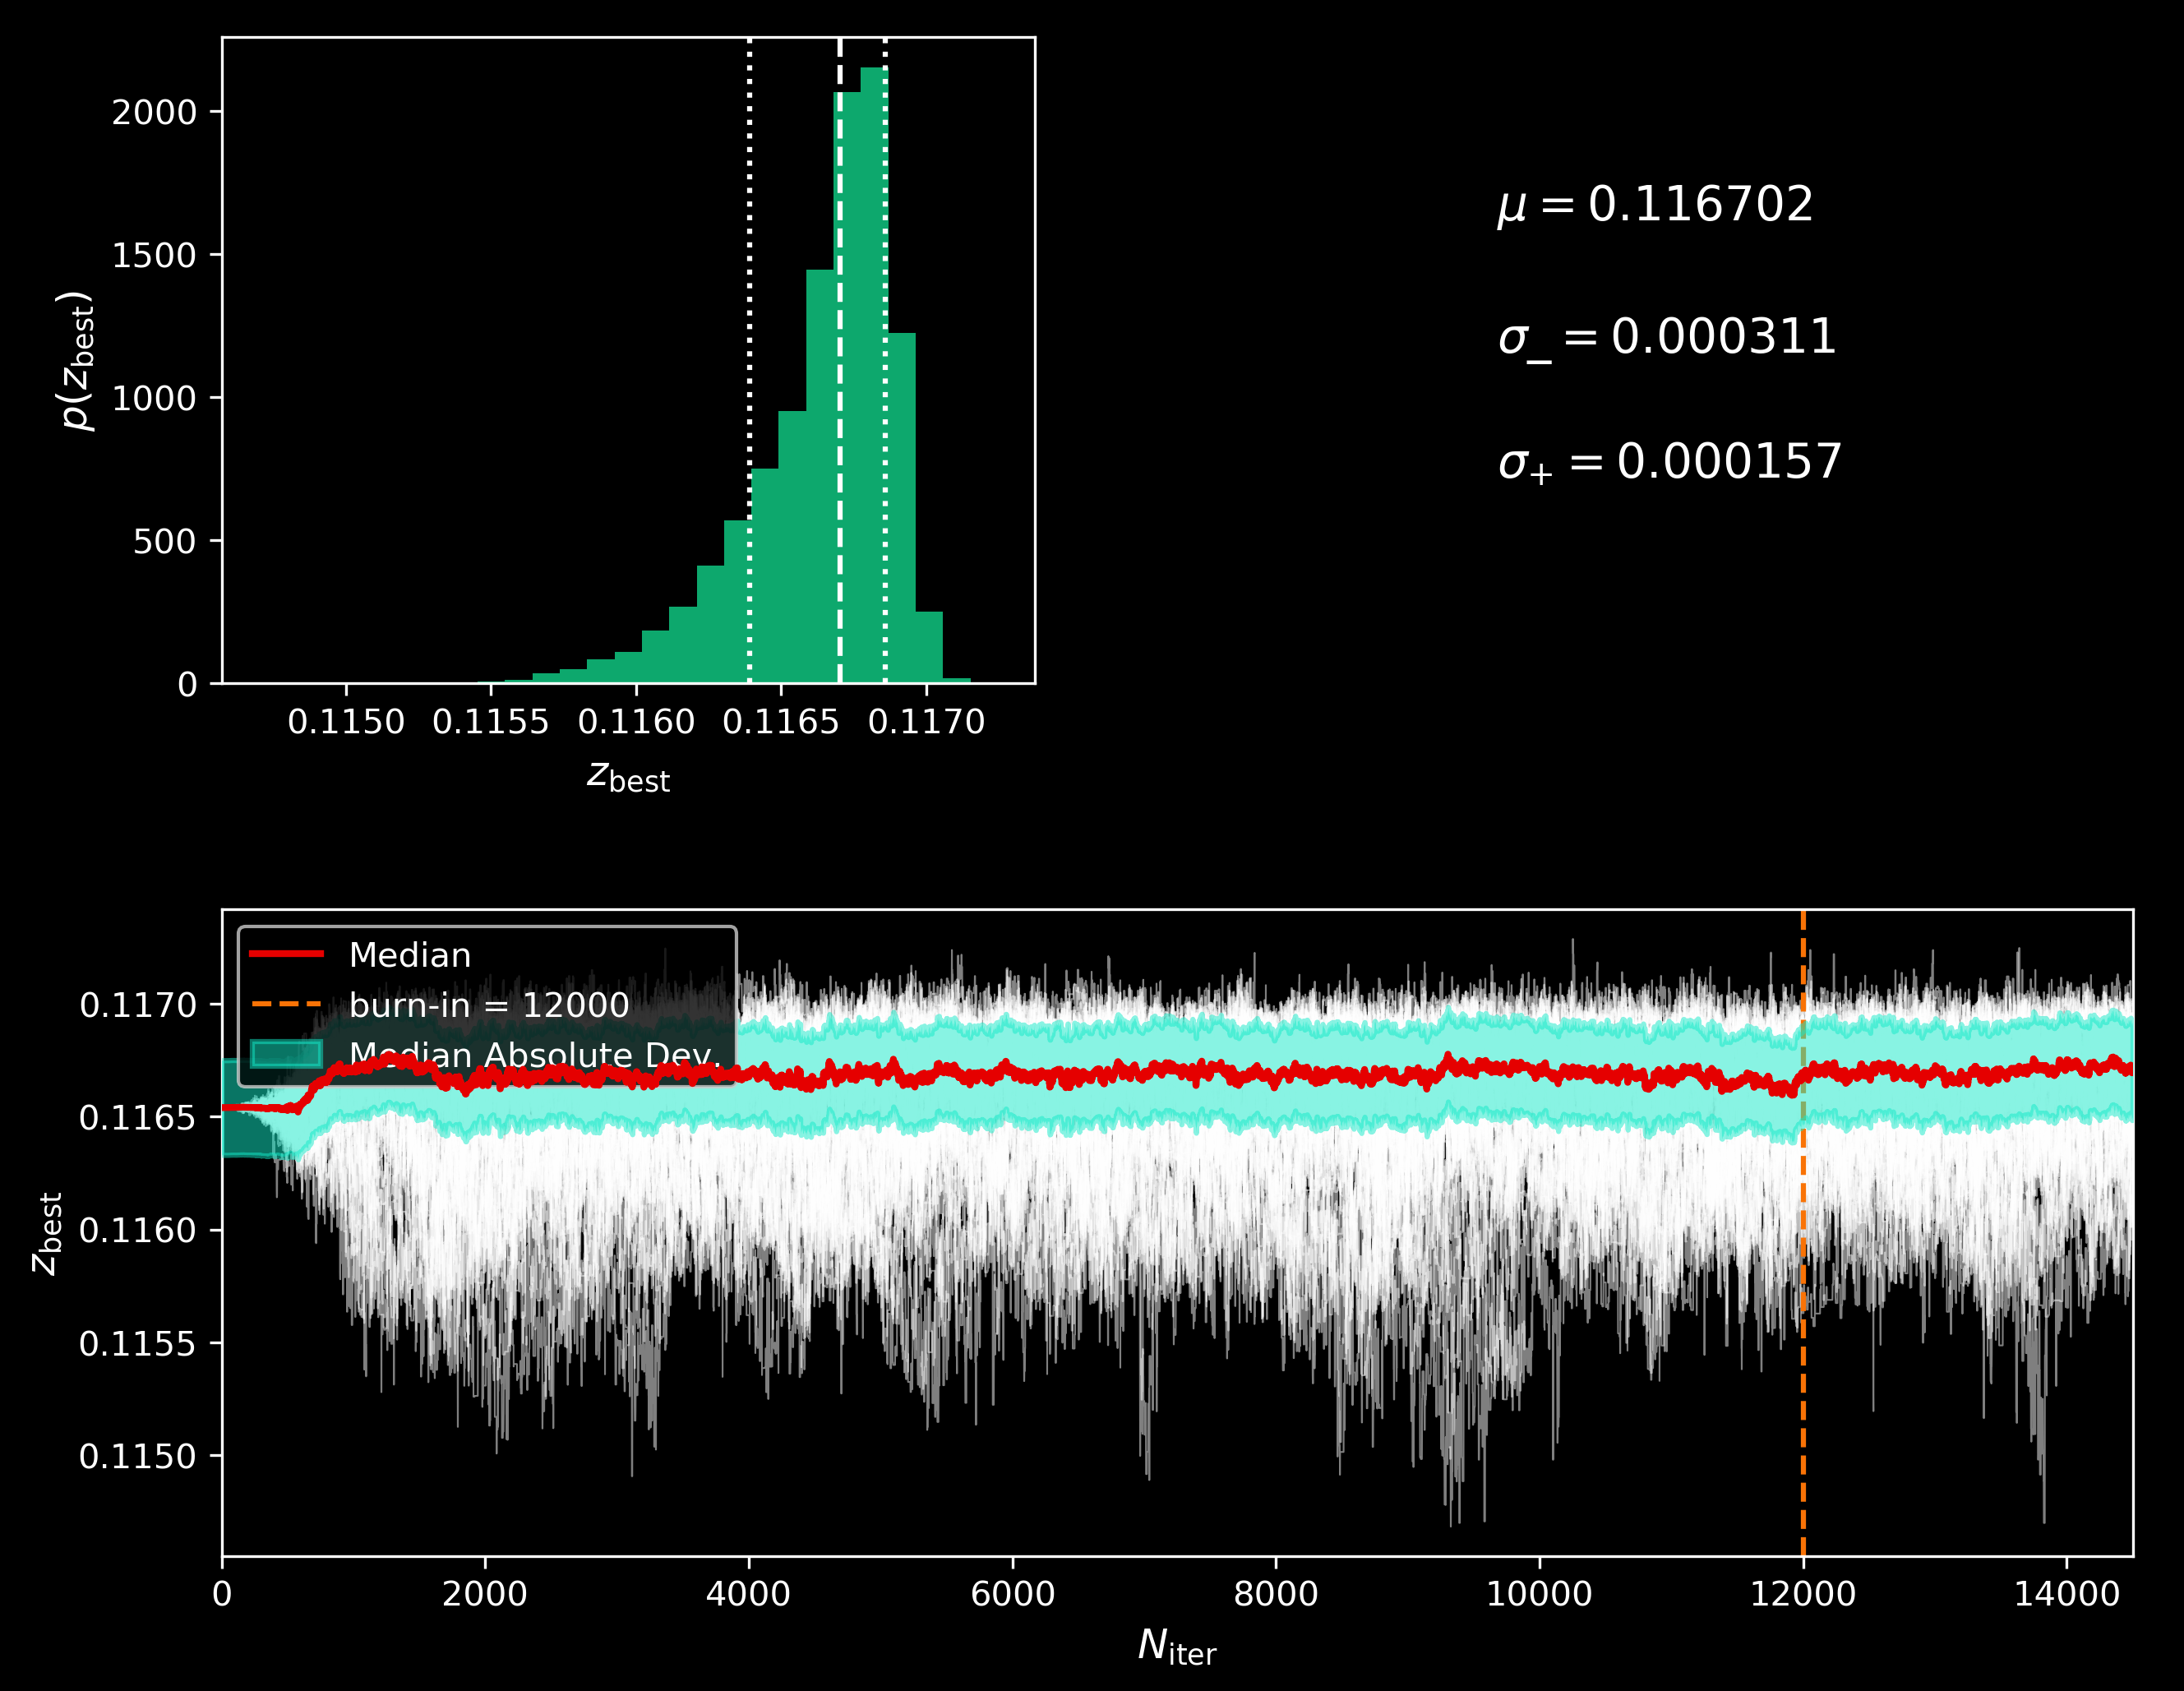 2000
1500
1000
500
0
p(z_best)
0.1150 0.1155 0.1160 0.1165 0.1170
z_best
μ = 0.116702
σ_− = 0.000311
σ_+ = 0.000157
Median
burn-in = 12000
Median Absolute Dev.
0.1170
0.1165
0.1160
0.1155
0.1150
z_best
0 2000 4000 6000 8000 10000 12000 14000
N_iter